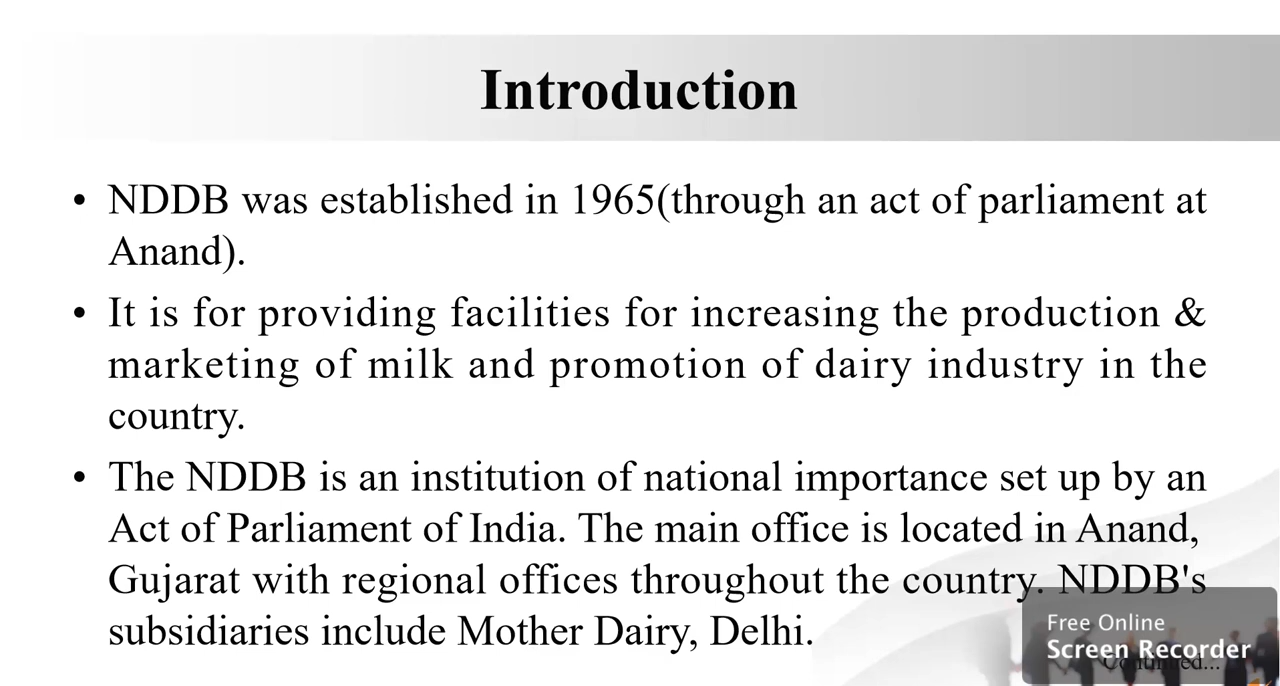 Introduction
• NDDB was established in 1965(through an act of parliament at
Anand).
• It is for providing facilities for increasing the production &
marketing of milk and promotion of dairy industry in the
country.
• The NDDB is an institution of national importance set up by an
Act of Parliament of India. The main office is located in Anand,
Gujarat with regional offices throughout the country. NDDB's
subsidiaries include Mother Dairy, Delhi.
Free Online
Screen Recorder
Continued...